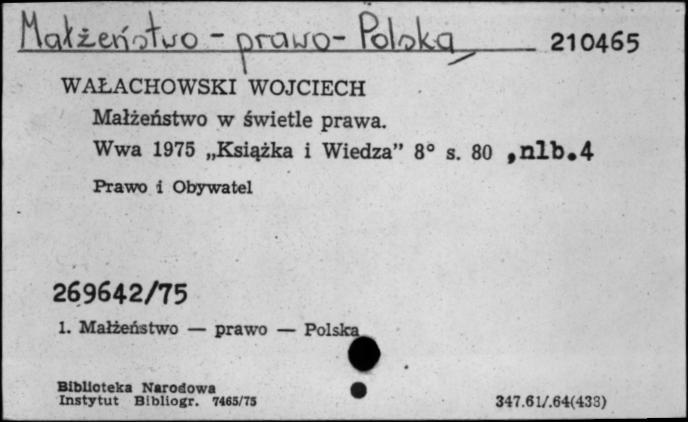 Małżeństwo - prawo - Polska 210465
WAŁACHOWSKI WOJCIECH
Małżeństwo w świetle prawa.
Wwa 1975 „Książka i Wiedza” 8° s. 80 ,nlb.4
Prawo i Obywatel
269642/75
1. Małżeństwo — prawo — Polska
Biblioteka Narodowa
Instytut Bibliogr. 7465/75 347.61/.64(438)